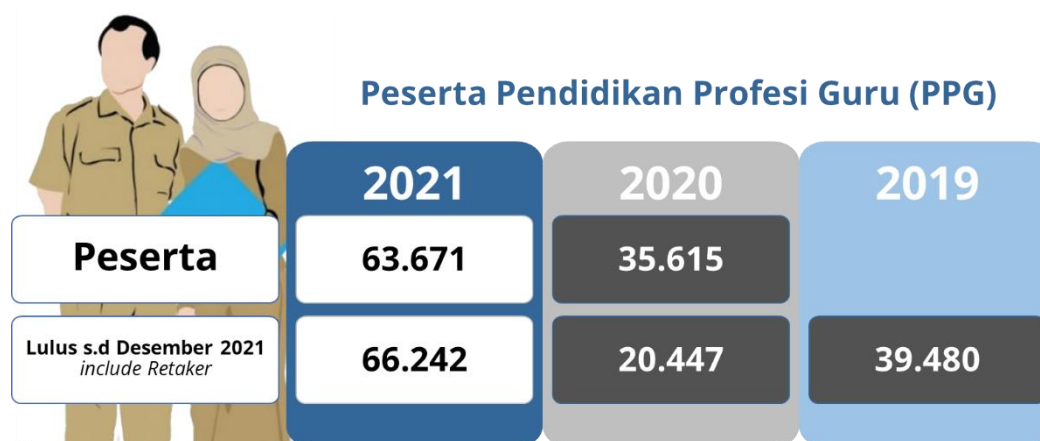 Peserta Pendidikan Profesi Guru (PPG)
2021 2020 2019
Peserta 63.671 35.615
Lulus s.d Desember 2021
include Retaker
66.242 20.447 39.480